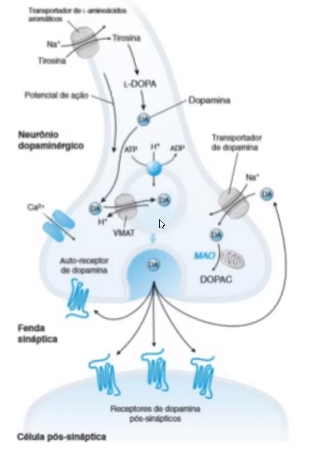 Transportador de L-aminoácidos
aromáticos
Na⁺
Tirosina
Tirosina
L-DOPA
Potencial de ação
Dopamina
DA
Neurônio
dopaminérgico
ATP
H⁺
ADP
Transportador
de dopamina
Na⁺
DA
Ca²⁺
DA
DA
H⁺
VMAT
DA
MAO
DOPAC
Auto-receptor
de dopamina
DA
Fenda
sináptica
Receptores de dopamina
pós-sinápticos
Célula pós-sináptica